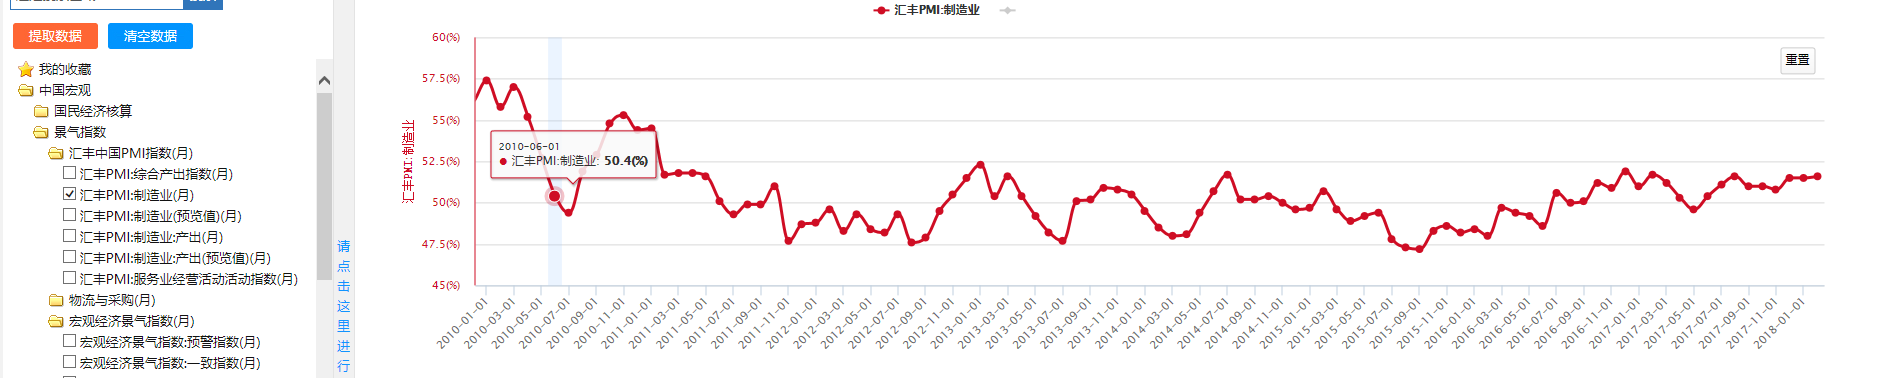 提取数据
清空数据
我的收藏
中国宏观
国民经济核算
景气指数
汇丰中国PMI指数(月)
汇丰PMI:综合产出指数(月)
汇丰PMI:制造业(月)
汇丰PMI:制造业(预览值)(月)
汇丰PMI:制造业:产出(月)
汇丰PMI:制造业:产出(预览值)(月)
汇丰PMI:服务业经营活动活动指数(月)
物流与采购(月)
宏观经济景气指数(月)
宏观经济景气指数:预警指数(月)
宏观经济景气指数:一致指数(月)
请
点
击
这
里
进
行
汇丰PMI:制造业
重置
汇丰PMI:制造业
60(%)
57.5(%)
55(%)
52.5(%)
50(%)
47.5(%)
45(%)
2010-06-01
汇丰PMI:制造业: 50.4(%)
2010-01-01
2010-03-01
2010-05-01
2010-07-01
2010-09-01
2010-11-01
2011-01-01
2011-03-01
2011-05-01
2011-07-01
2011-09-01
2011-11-01
2012-01-01
2012-03-01
2012-05-01
2012-07-01
2012-09-01
2012-11-01
2013-01-01
2013-03-01
2013-05-01
2013-07-01
2013-09-01
2013-11-01
2014-01-01
2014-03-01
2014-05-01
2014-07-01
2014-09-01
2014-11-01
2015-01-01
2015-03-01
2015-05-01
2015-07-01
2015-09-01
2015-11-01
2016-01-01
2016-03-01
2016-05-01
2016-07-01
2016-09-01
2016-11-01
2017-01-01
2017-03-01
2017-05-01
2017-07-01
2017-09-01
2017-11-01
2018-01-01